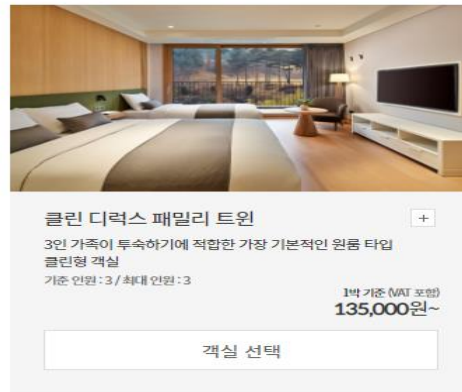 클린 디럭스 패밀리 트윈
+
3인 가족이 투숙하기에 적합한 가장 기본적인 원룸 타입
클린형 객실
기준 인원 : 3 / 최대 인원 : 3
1박 기준 (VAT 포함)
135,000원~
객실 선택